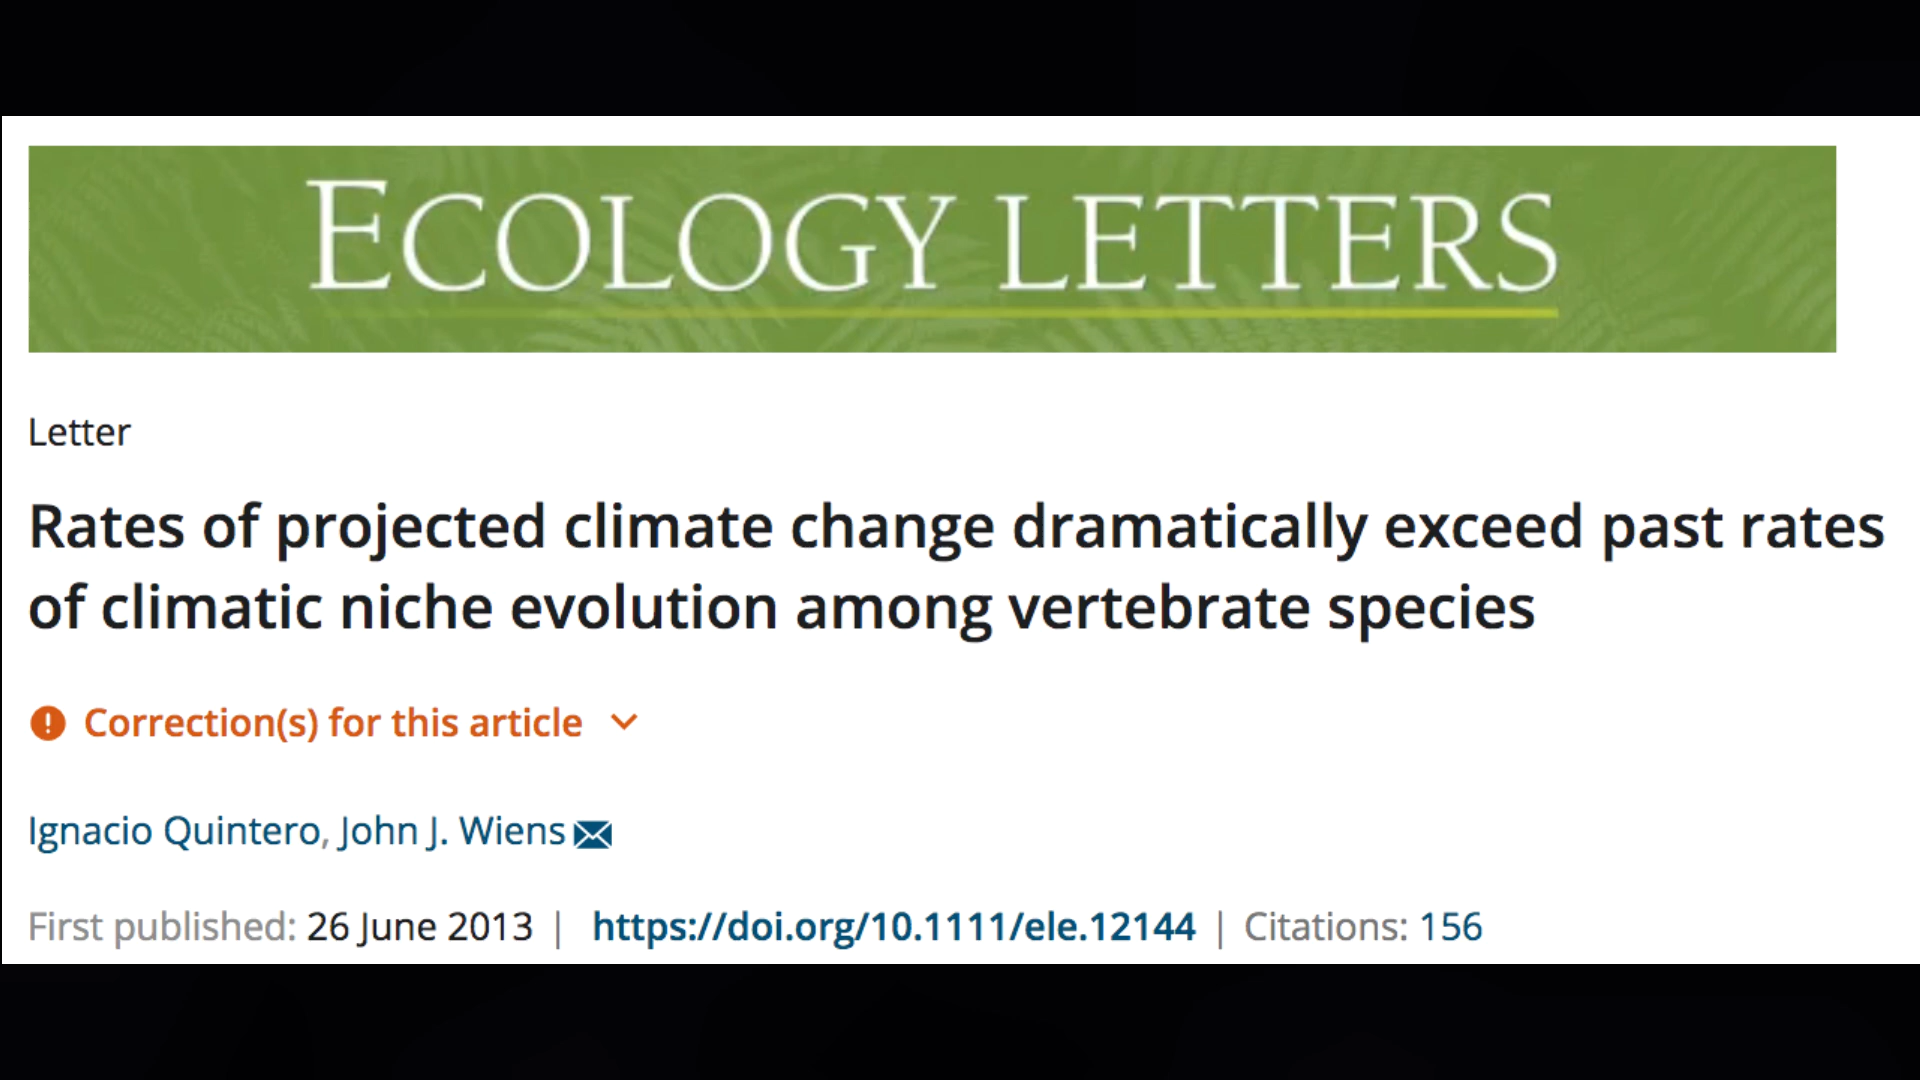 ECOLOGY LETTERS
Letter
Rates of projected climate change dramatically exceed past rates
of climatic niche evolution among vertebrate species
Correction(s) for this article
Ignacio Quintero, John J. Wiens
First published: 26 June 2013 | https://doi.org/10.1111/ele.12144 | Citations: 156